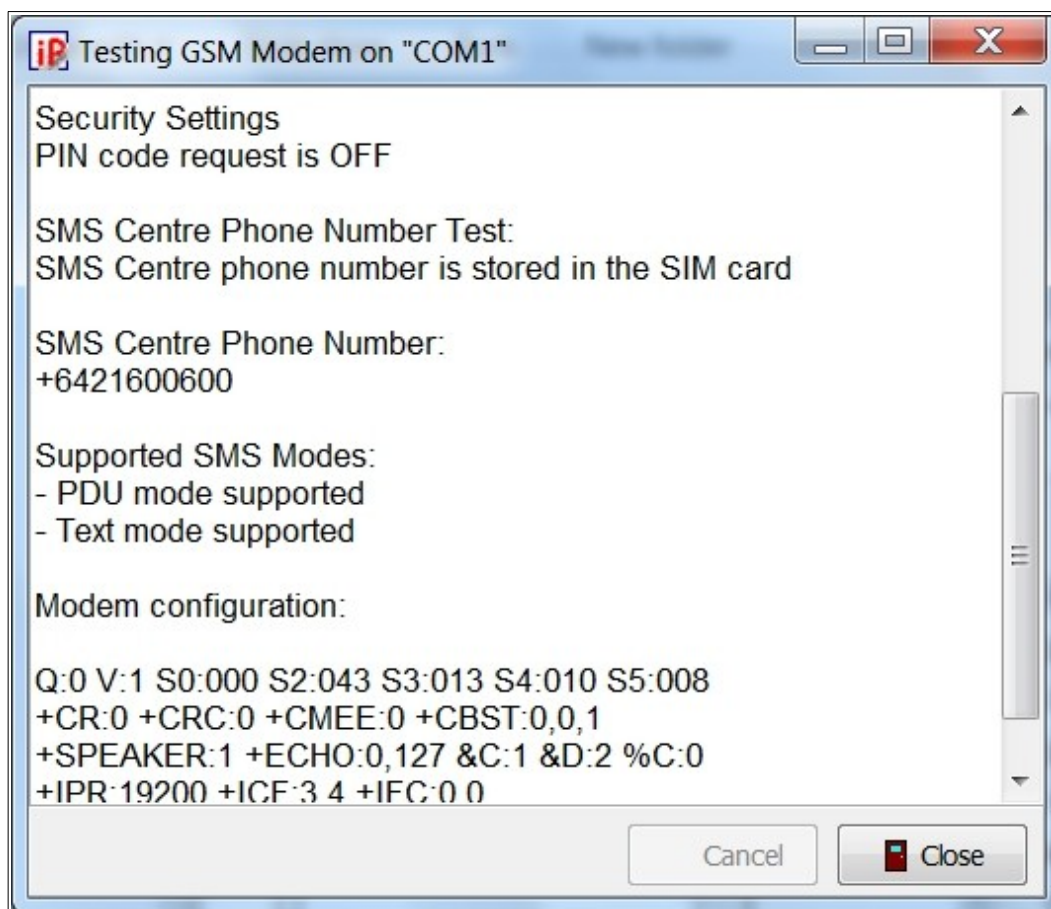 iP Testing GSM Modem on "COM1"
New folder
Security Settings
PIN code request is OFF
SMS Centre Phone Number Test:
SMS Centre phone number is stored in the SIM card
SMS Centre Phone Number:
+6421600600
Supported SMS Modes:
- PDU mode supported
- Text mode supported
Modem configuration:
Q:0 V:1 S0:000 S2:043 S3:013 S4:010 S5:008
+CR:0 +CRC:0 +CMEE:0 +CBST:0,0,1
+SPEAKER:1 +ECHO:0,127 &C:1 &D:2 %C:0
+IPR:19200 +ICF:3,4 +IFC:0,0
Cancel
Close